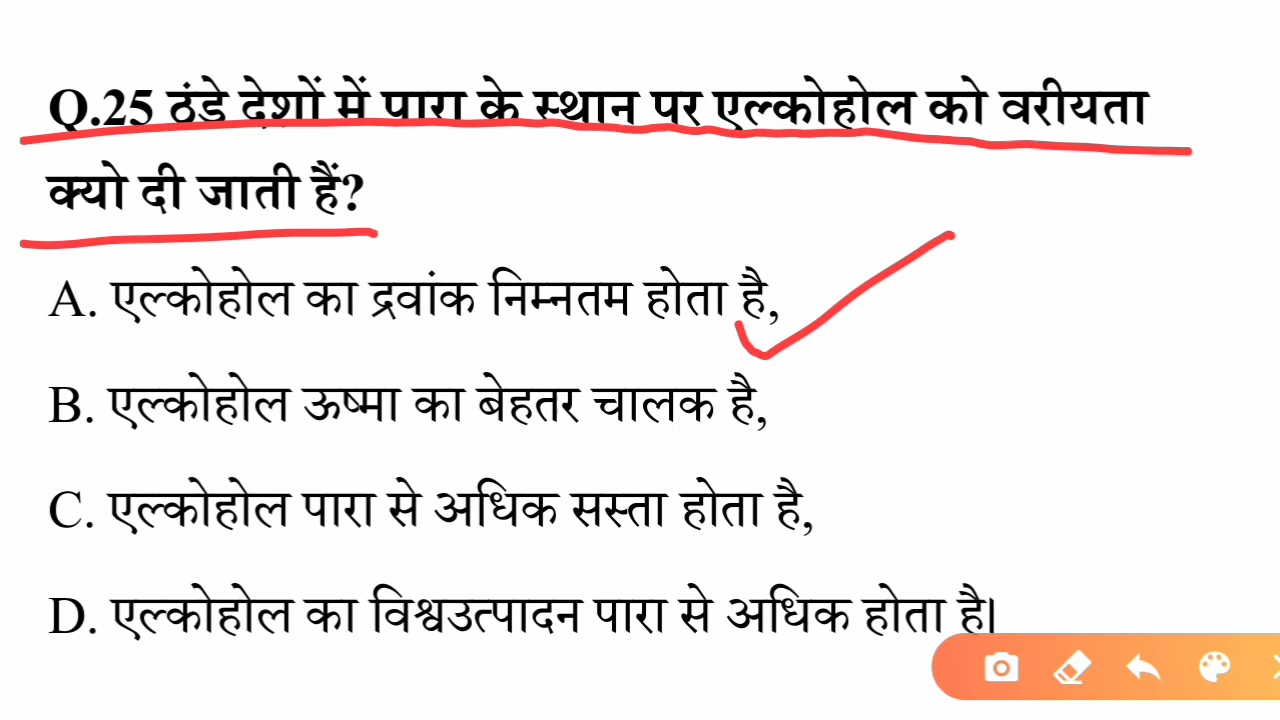 Q.25 ठंडे देशों में पारा के स्थान पर एल्कोहोल को वरीयता
क्यो दी जाती हैं?
A. एल्कोहोल का द्रवांक निम्नतम होता है,
B. एल्कोहोल ऊष्मा का बेहतर चालक है,
C. एल्कोहोल पारा से अधिक सस्ता होता है,
D. एल्कोहोल का विश्वउत्पादन पारा से अधिक होता है।